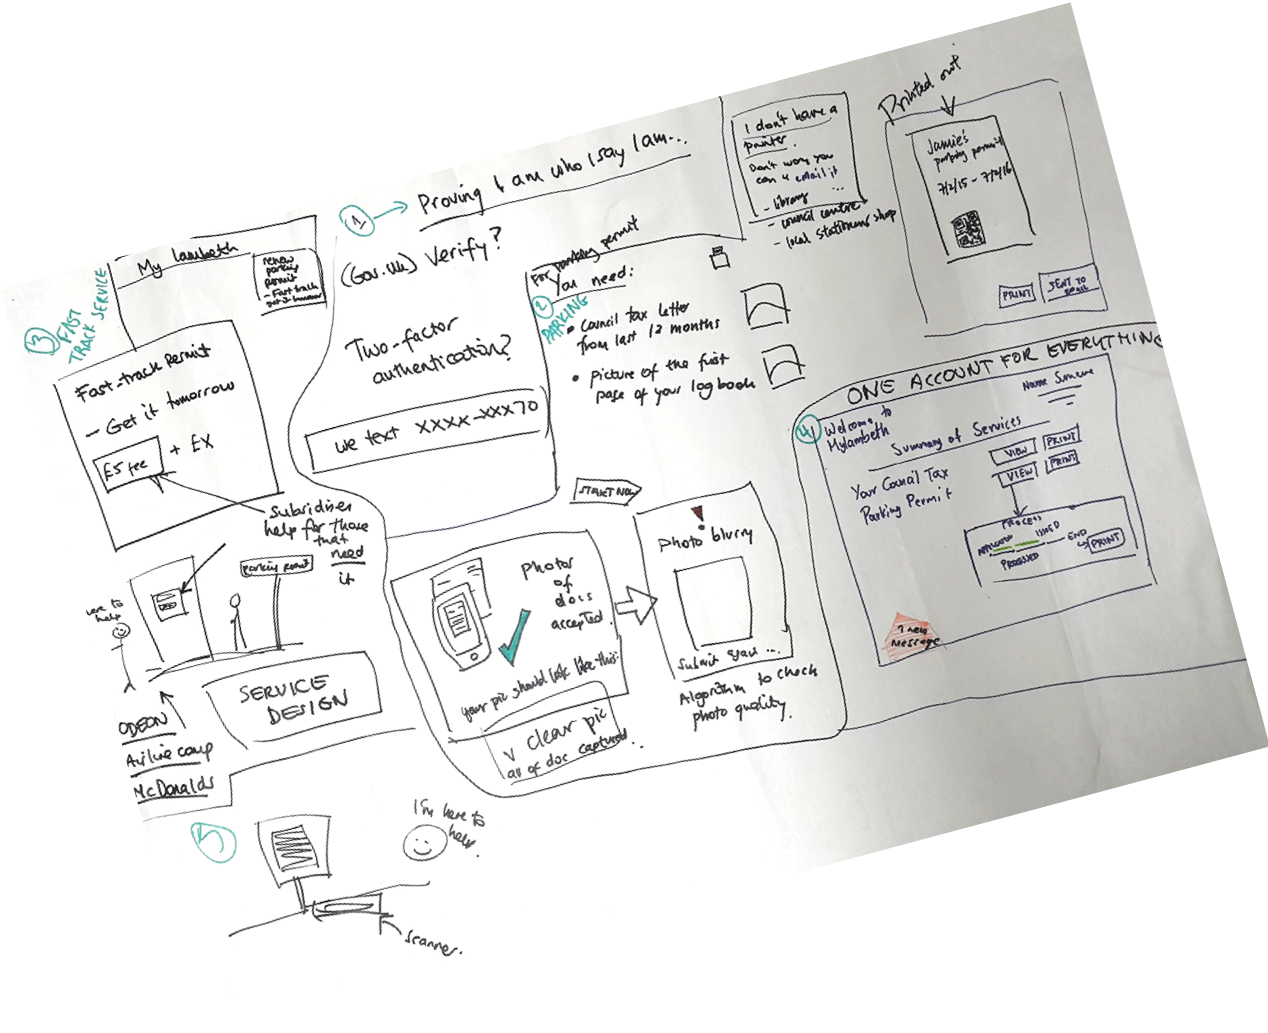 1 → Proving I am who I say I am...
(Gov.uk) Verify?
Two-factor
authentication?
We text xxxx-xxx70
2
PARKING
For parking permit
You need:
• Council tax letter
from last 12 months
• Picture of the first
page of your logbook
START NOW
Photos
of
docs
accepted.
your pic should look like this:
v clear pic
all of doc captured...
!
photo blurry
Submit
Algorithm to check
photo quality.
I don't have a
printer.
Don't worry you
can email it
...
- library
- council centre
- local stationers shop
Printed out
Jamie's
parking permit
7/2/15 - 7/2/16
PRINT
SENT TO
EMAIL
3
FAST
TRACK SERVICE
My lambeth
renew
parking
permit
- Fast track
get it tomorrow
Fast-track permit
- Get it tomorrow
£5 fee + £X
Subsidises
help for those
that
need
it
parking permit
here to
help
ODEON
Airline comp
McDonalds
SERVICE
DESIGN
4
ONE ACCOUNT FOR EVERYTHING
Welcome to
Mylambeth
Name Surname
Summary of Services
Your Council Tax
VIEW
PRINT
Parking Permit
VIEW
PRINT
PROCESS
APPLICATION
PROCESSED
ISSUED
END
PRINT
1 new
message
5
I'm here to
help.
scanner.